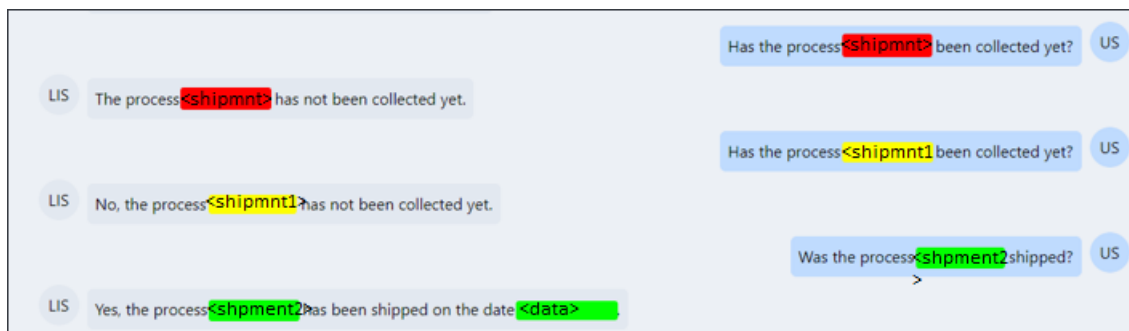 Has the process <shipmnt> been collected yet? US
LIS The process <shipmnt> has not been collected yet.
Has the process <shipmnt1 been collected yet? US
LIS No, the process <shipmnt1> has not been collected yet.
Was the process <shpment2 shipped? US
>
LIS Yes, the process <shpment2> has been shipped on the date <data> .